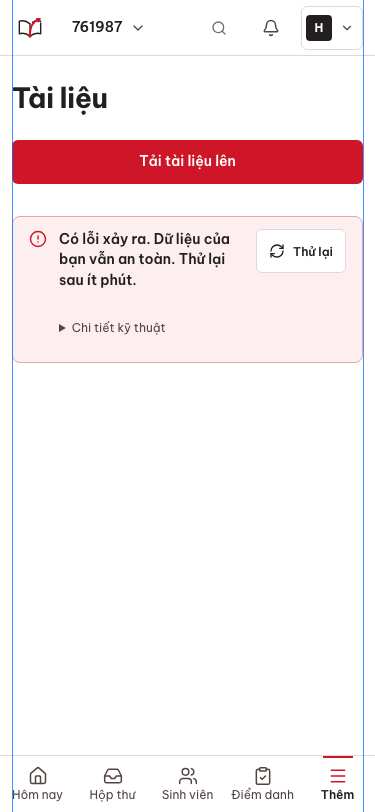 761987
H
Tài liệu
Tải tài liệu lên
Có lỗi xảy ra. Dữ liệu của
bạn vẫn an toàn. Thử lại
sau ít phút.
Thử lại
Chi tiết kỹ thuật
Hôm nay
Hộp thư
Sinh viên
Điểm danh
Thêm